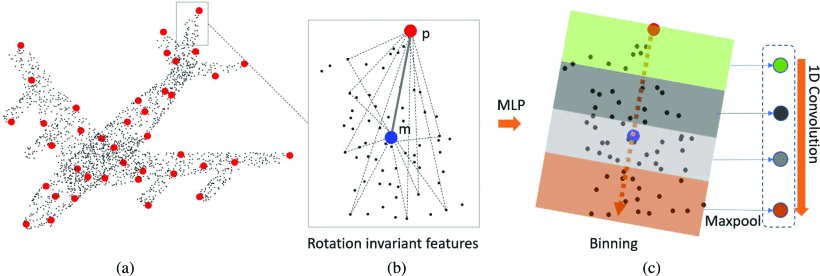 p
m
Rotation invariant features
MLP
Binning
Maxpool
1D Convolution
(a)
(b)
(c)